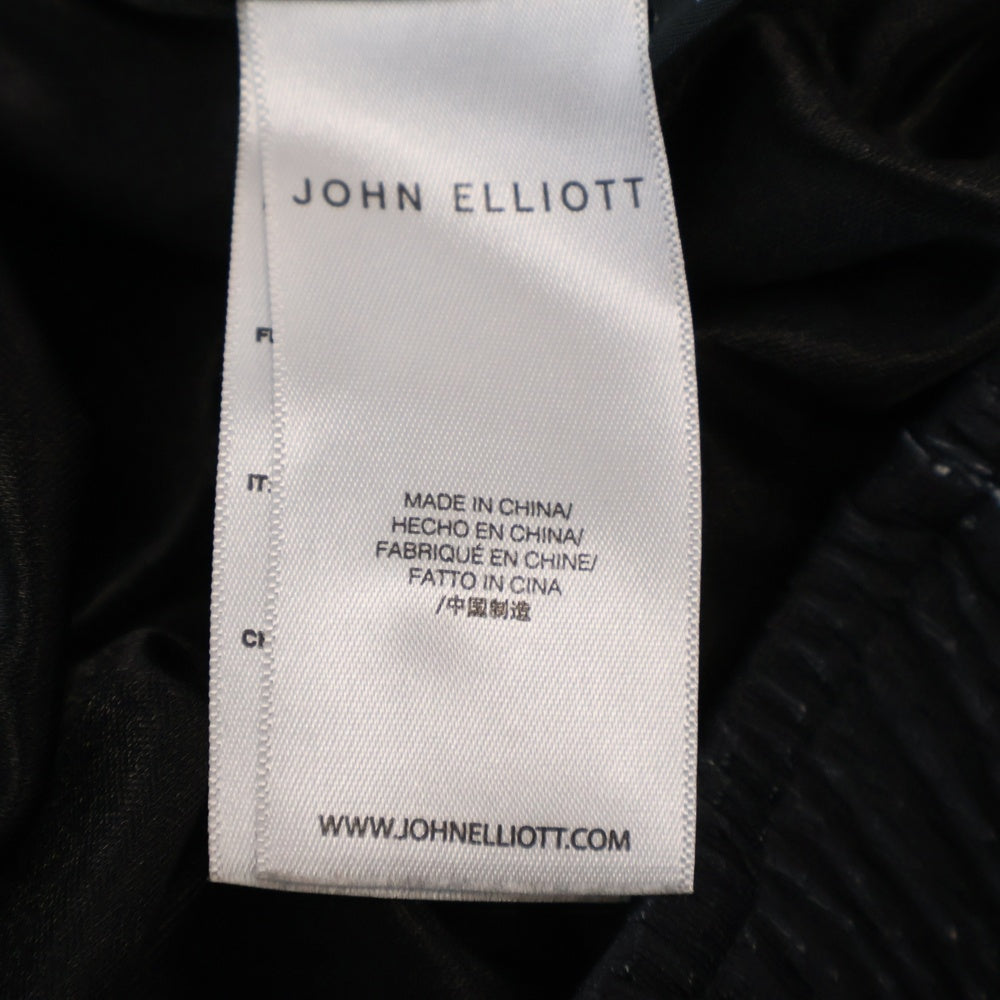 JOHN ELLIOTT
MADE IN CHINA/
HECHO EN CHINA/
FABRIQUÉ EN CHINE/
FATTO IN CINA
/中国制造
WWW.JOHNELLIOTT.COM